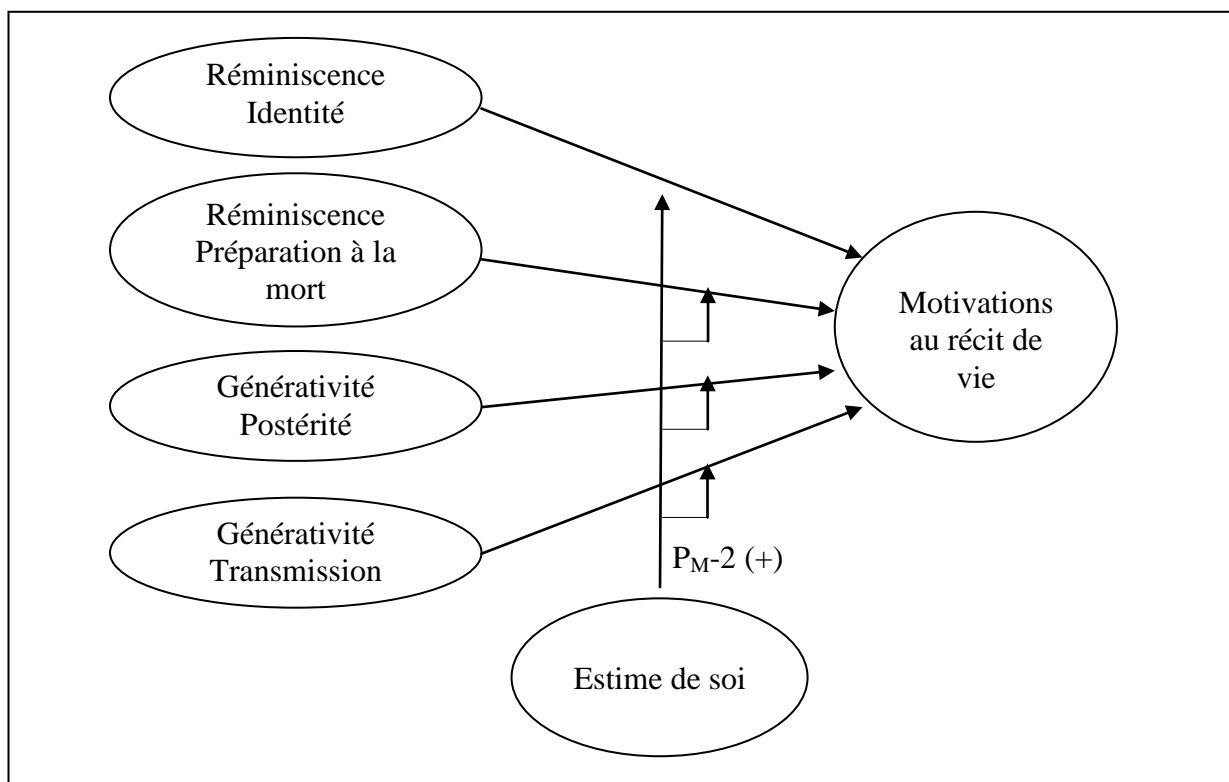 Réminiscence
Identité
Réminiscence
Préparation à la
mort
Générativité
Postérité
Générativité
Transmission
Motivations
au récit de
vie
P_M-2 (+)
Estime de soi